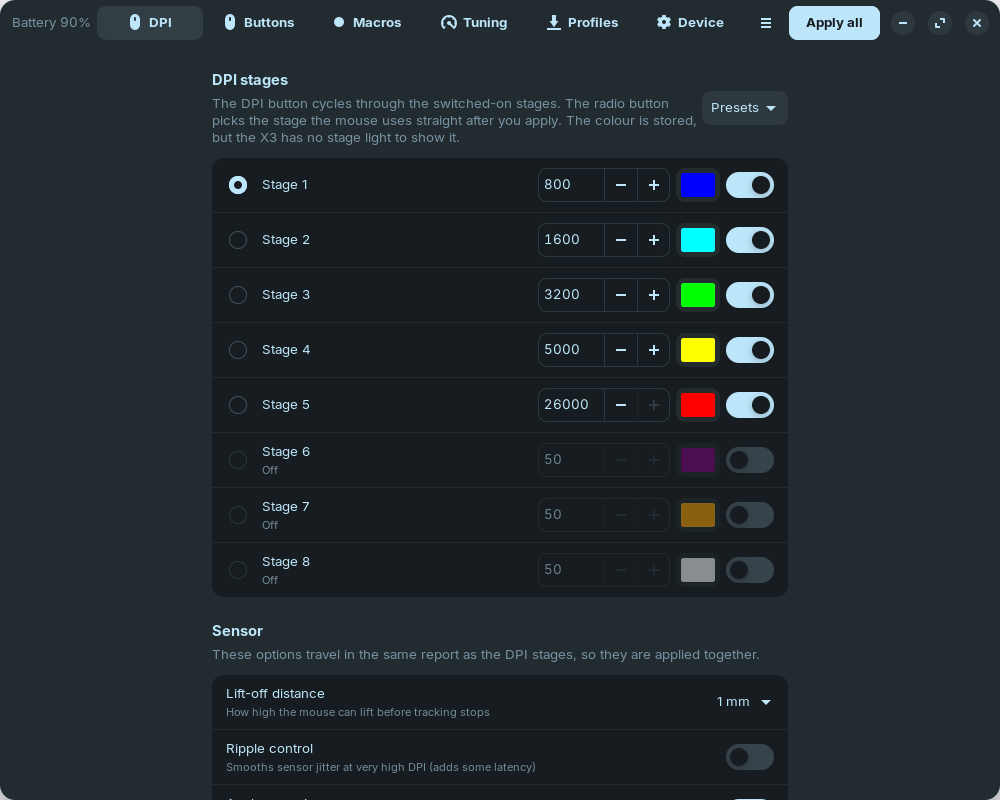 Battery 90% DPI Buttons Macros Tuning Profiles Device Apply all
DPI stages
The DPI button cycles through the switched-on stages. The radio button
picks the stage the mouse uses straight after you apply. The colour is stored,
but the X3 has no stage light to show it.
Presets
Stage 1 800
Stage 2 1600
Stage 3 3200
Stage 4 5000
Stage 5 26000
Stage 6 50
Off
Stage 7 50
Off
Stage 8 50
Off
Sensor
These options travel in the same report as the DPI stages, so they are applied together.
Lift-off distance 1 mm
How high the mouse can lift before tracking stops
Ripple control
Smooths sensor jitter at very high DPI (adds some latency)